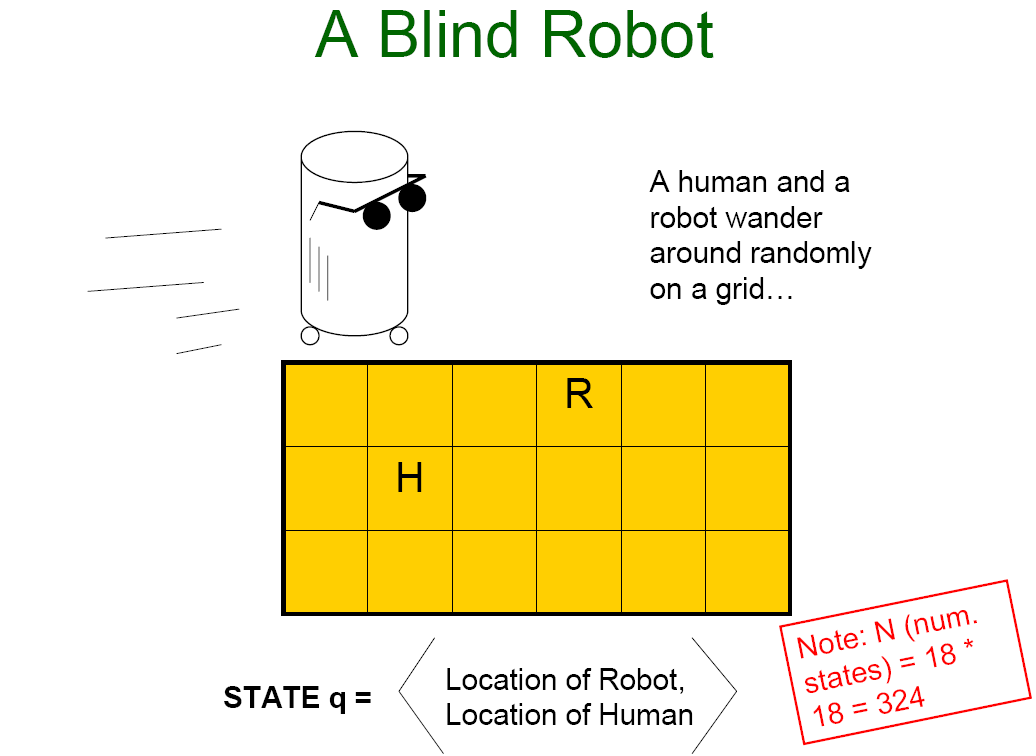 A Blind Robot
A human and a
robot wander
around randomly
on a grid…
R
H
STATE q =
Location of Robot,
Location of Human
Note: N (num.
states) = 18 *
18 = 324